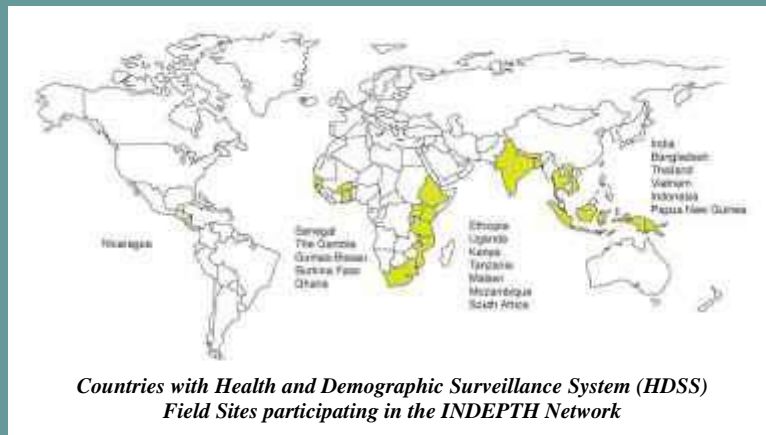 Nicaragua
Senegal
The Gambia
Guinea-Bissau
Burkina Faso
Ghana
Ethiopia
Uganda
Kenya
Tanzania
Malawi
Mozambique
South Africa
India
Bangladesh
Thailand
Vietnam
Indonesia
Papua New Guinea
Countries with Health and Demographic Surveillance System (HDSS)
Field Sites participating in the INDEPTH Network